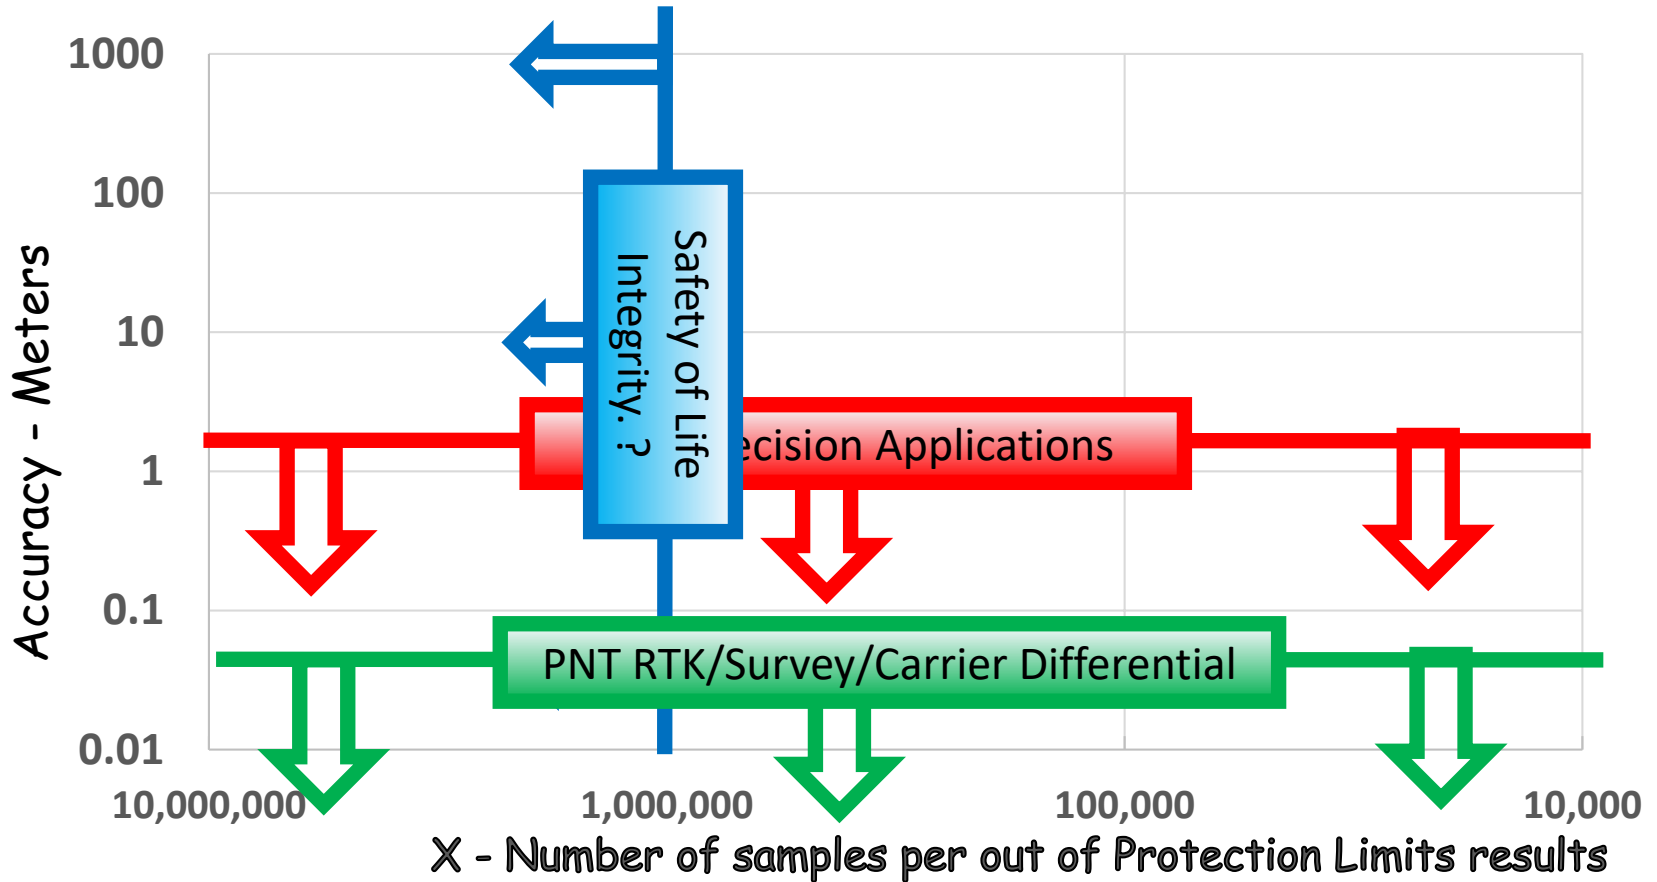 1000
100
10
1
0.1
0.01
Accuracy - Meters
Safety of Life
Integrity. ?
ecision Applications
PNT RTK/Survey/Carrier Differential
10,000,000
1,000,000
100,000
10,000
X - Number of samples per out of Protection Limits results